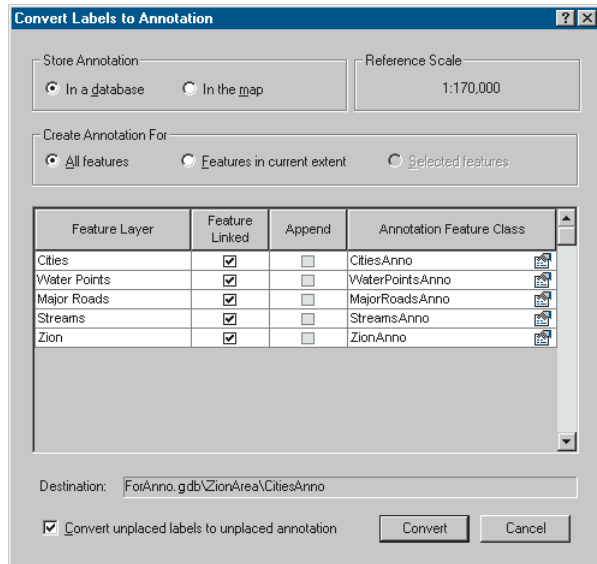 Convert Labels to Annotation
Store Annotation
In a database
In the map
Reference Scale
1:170,000
Create Annotation For
All features
Features in current extent
Selected features
Feature Layer
Feature Linked
Append
Annotation Feature Class
Cities
CitiesAnno
Water Points
WaterPointsAnno
Major Roads
MajorRoadsAnno
Streams
StreamsAnno
Zion
ZionAnno
Destination:
ForAnno.gdb\ZionArea\CitiesAnno
Convert unplaced labels to unplaced annotation
Convert
Cancel